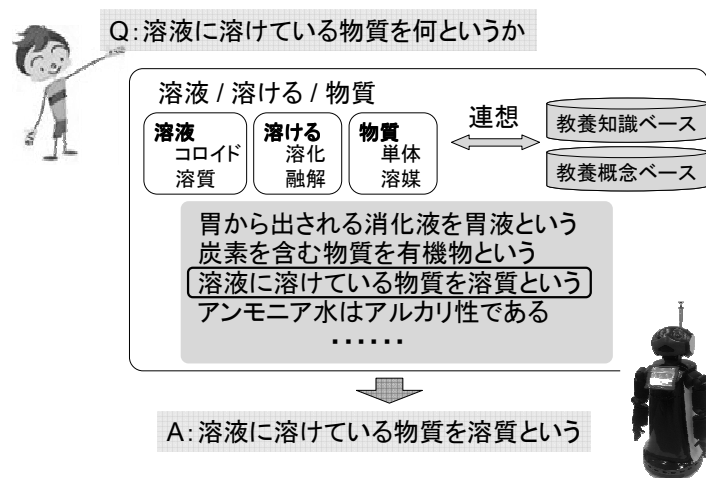 Q:溶液に溶けている物質を何というか
溶液 / 溶ける / 物質
溶液
コロイド
溶質
溶ける
溶化
融解
物質
単体
溶媒
連想
教養知識ベース
教養概念ベース
胃から出される消化液を胃液という
炭素を含む物質を有機物という
溶液に溶けている物質を溶質という
アンモニア水はアルカリ性である
・・・・・・
A:溶液に溶けている物質を溶質という